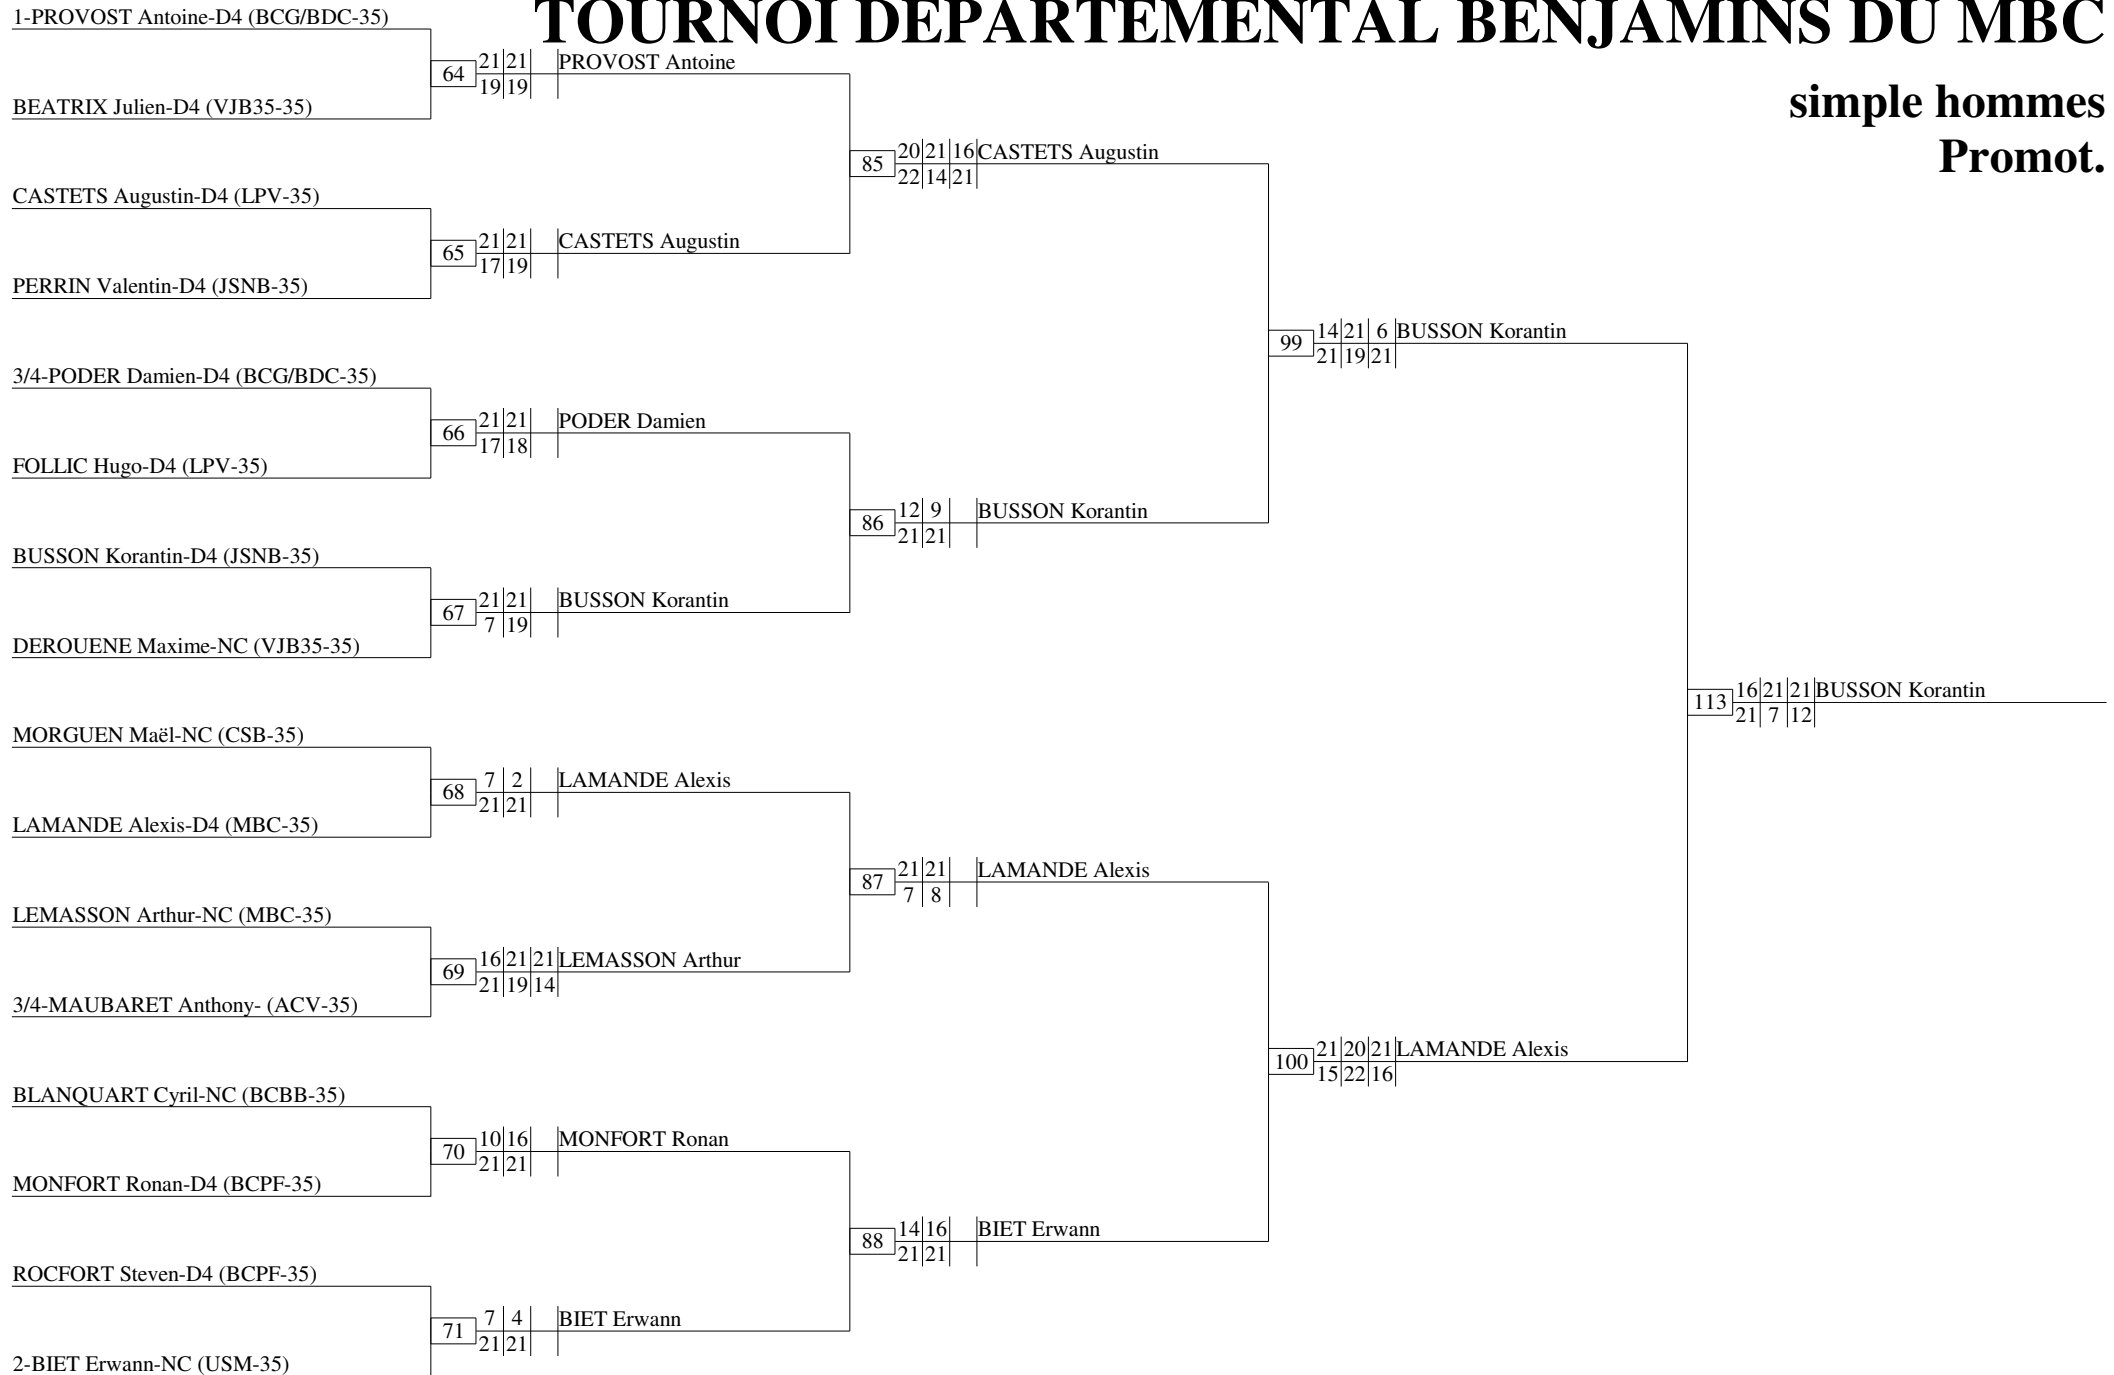 TOURNOI DEPARTEMENTAL BENJAMINS DU MBC
simple hommes
Promot.
1-PROVOST Antoine-D4 (BCG/BDC-35)
64 21 21 PROVOST Antoine
19 19
BEATRIX Julien-D4 (VJB35-35)
85 20 21 16 CASTETS Augustin
22 14 21
CASTETS Augustin-D4 (LPV-35)
65 21 21 CASTETS Augustin
17 19
PERRIN Valentin-D4 (JSNB-35)
99 14 21 6 BUSSON Korantin
21 19 21
3/4-PODER Damien-D4 (BCG/BDC-35)
66 21 21 PODER Damien
17 18
FOLLIC Hugo-D4 (LPV-35)
86 12 9 BUSSON Korantin
21 21
BUSSON Korantin-D4 (JSNB-35)
67 21 21 BUSSON Korantin
7 19
DEROUENE Maxime-NC (VJB35-35)
113 16 21 21 BUSSON Korantin
21 7 12
MORGUEN Maël-NC (CSB-35)
68 7 2 LAMANDE Alexis
21 21
LAMANDE Alexis-D4 (MBC-35)
87 21 21 LAMANDE Alexis
7 8
LEMASSON Arthur-NC (MBC-35)
69 16 21 21 LEMASSON Arthur
21 19 14
3/4-MAUBARET Anthony- (ACV-35)
100 21 20 21 LAMANDE Alexis
15 22 16
BLANQUART Cyril-NC (BCBB-35)
70 10 16 MONFORT Ronan
21 21
MONFORT Ronan-D4 (BCPF-35)
88 14 16 BIET Erwann
21 21
ROCFORT Steven-D4 (BCPF-35)
71 7 4 BIET Erwann
21 21
2-BIET Erwann-NC (USM-35)